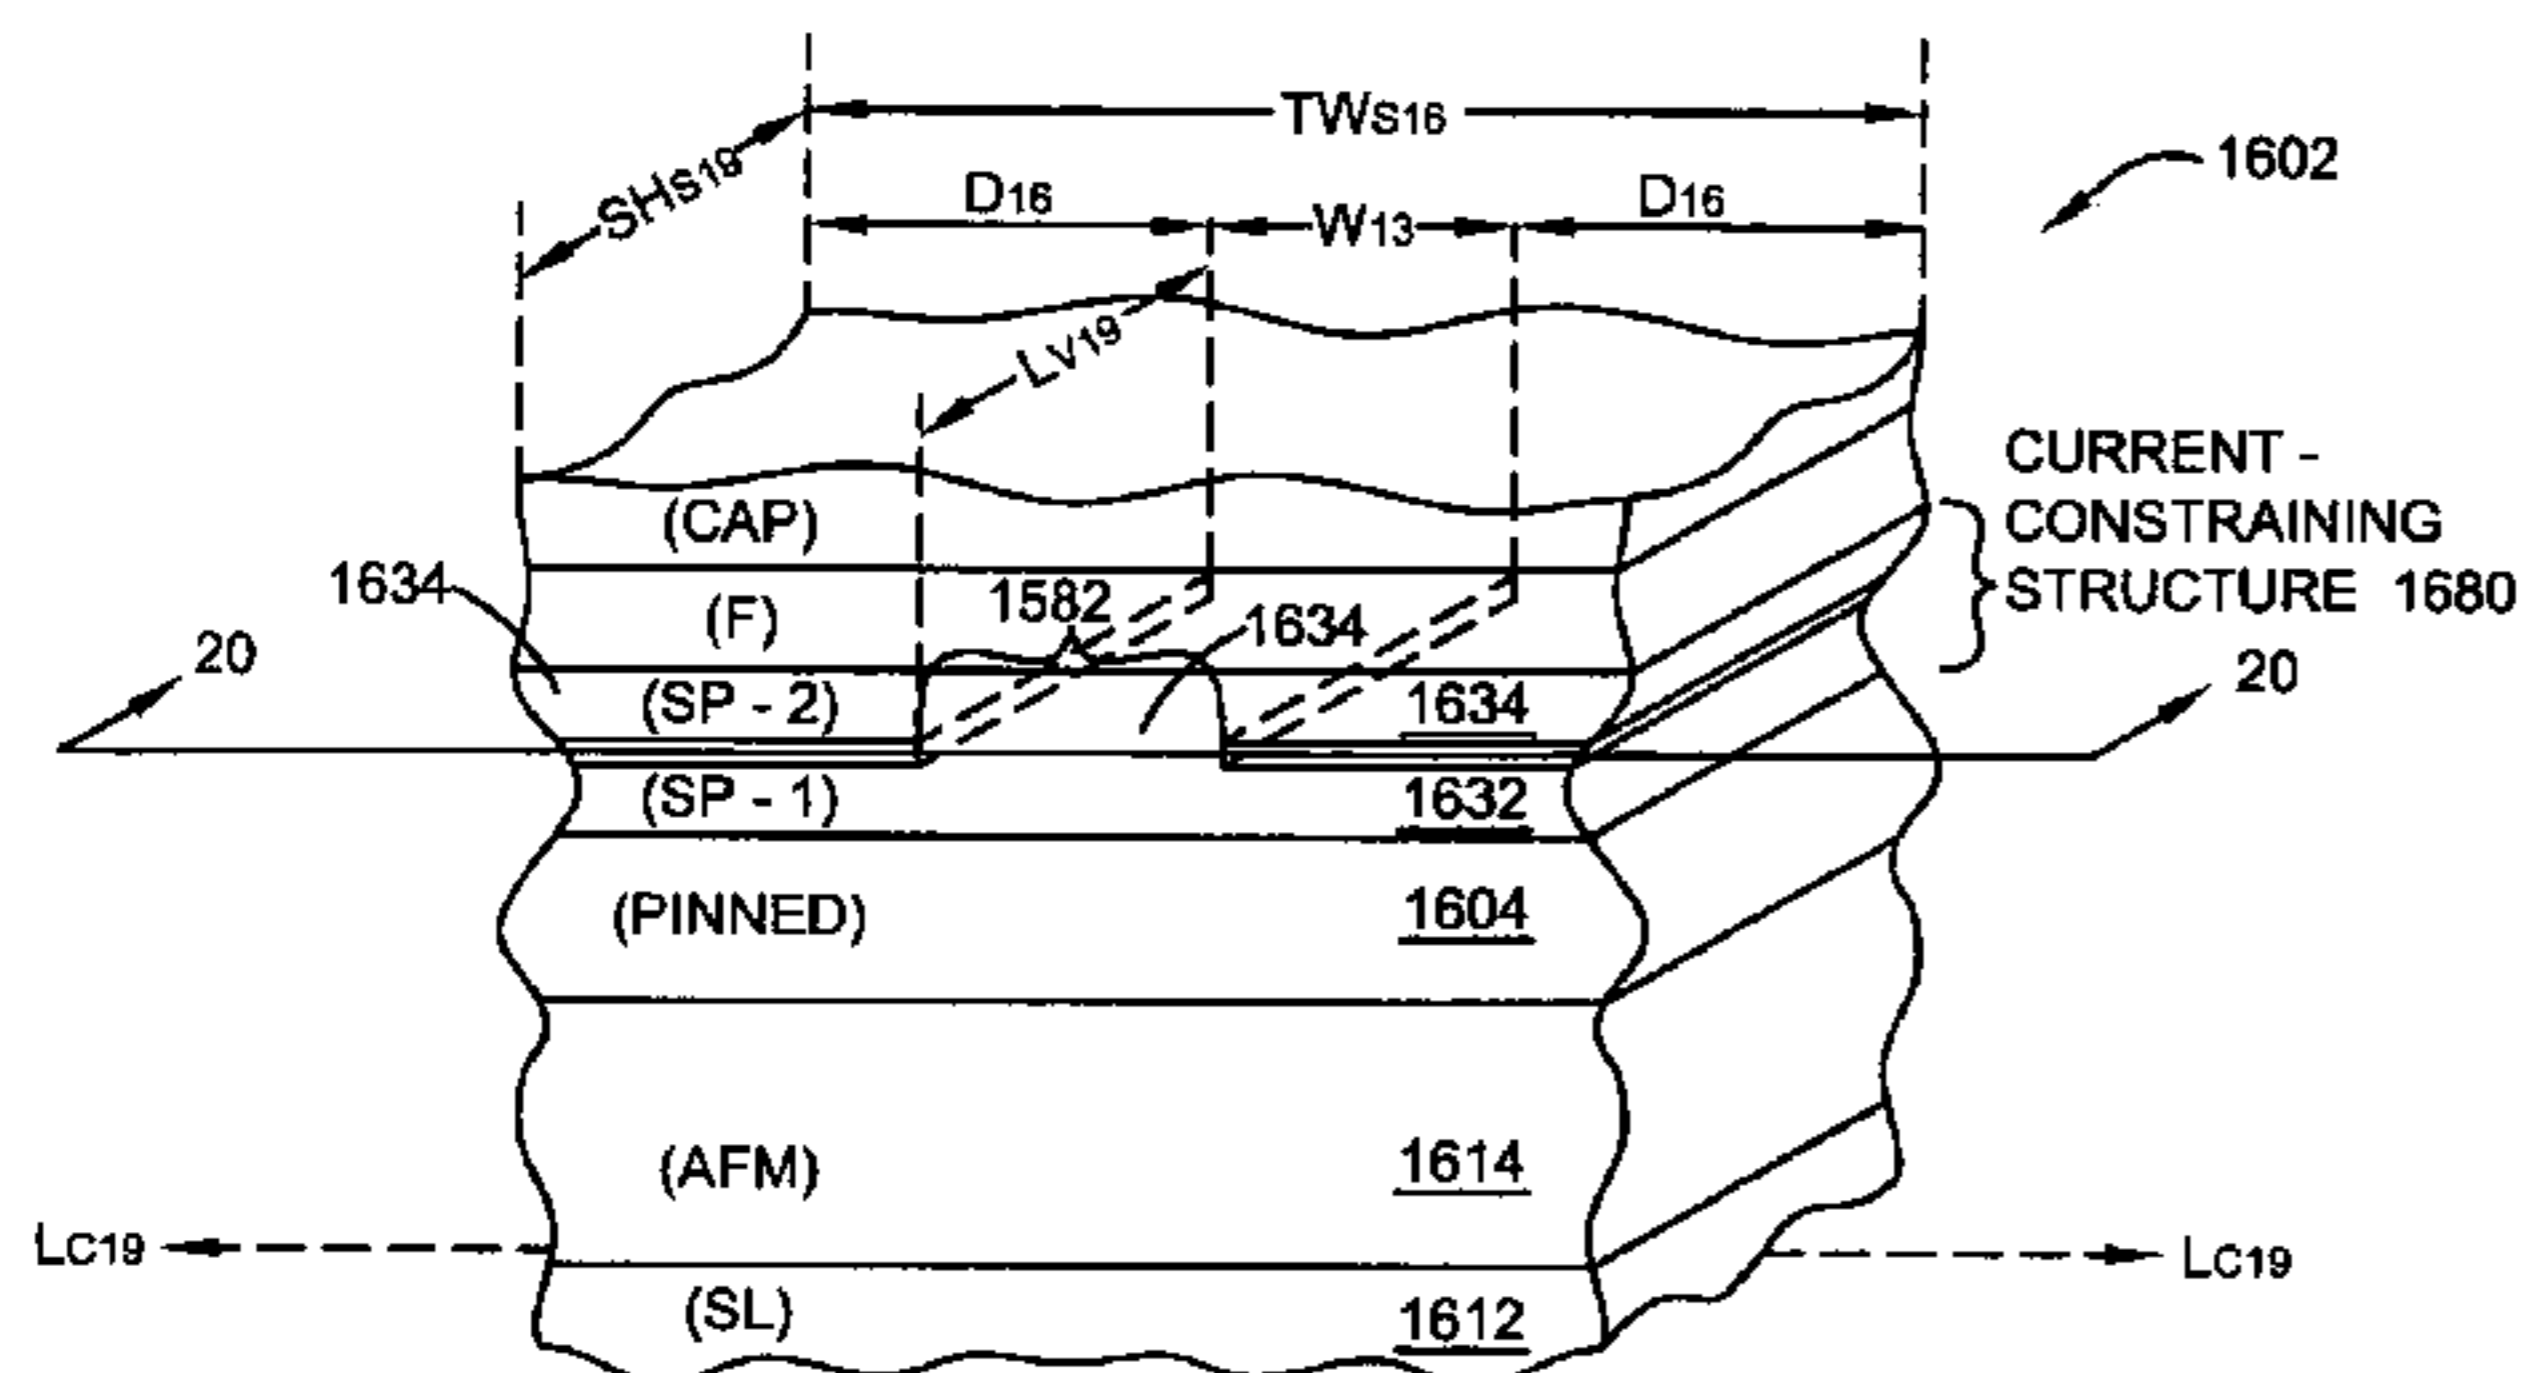 TWS16
1602
SHS19
D16
W13
D16
LV19
CURRENT -
CONSTRAINING
STRUCTURE 1680
(CAP)
1634
(F)
1582
1634
20
20
(SP - 2)
1634
(SP - 1)
1632
(PINNED)
1604
(AFM)
1614
LC19
LC19
(SL)
1612